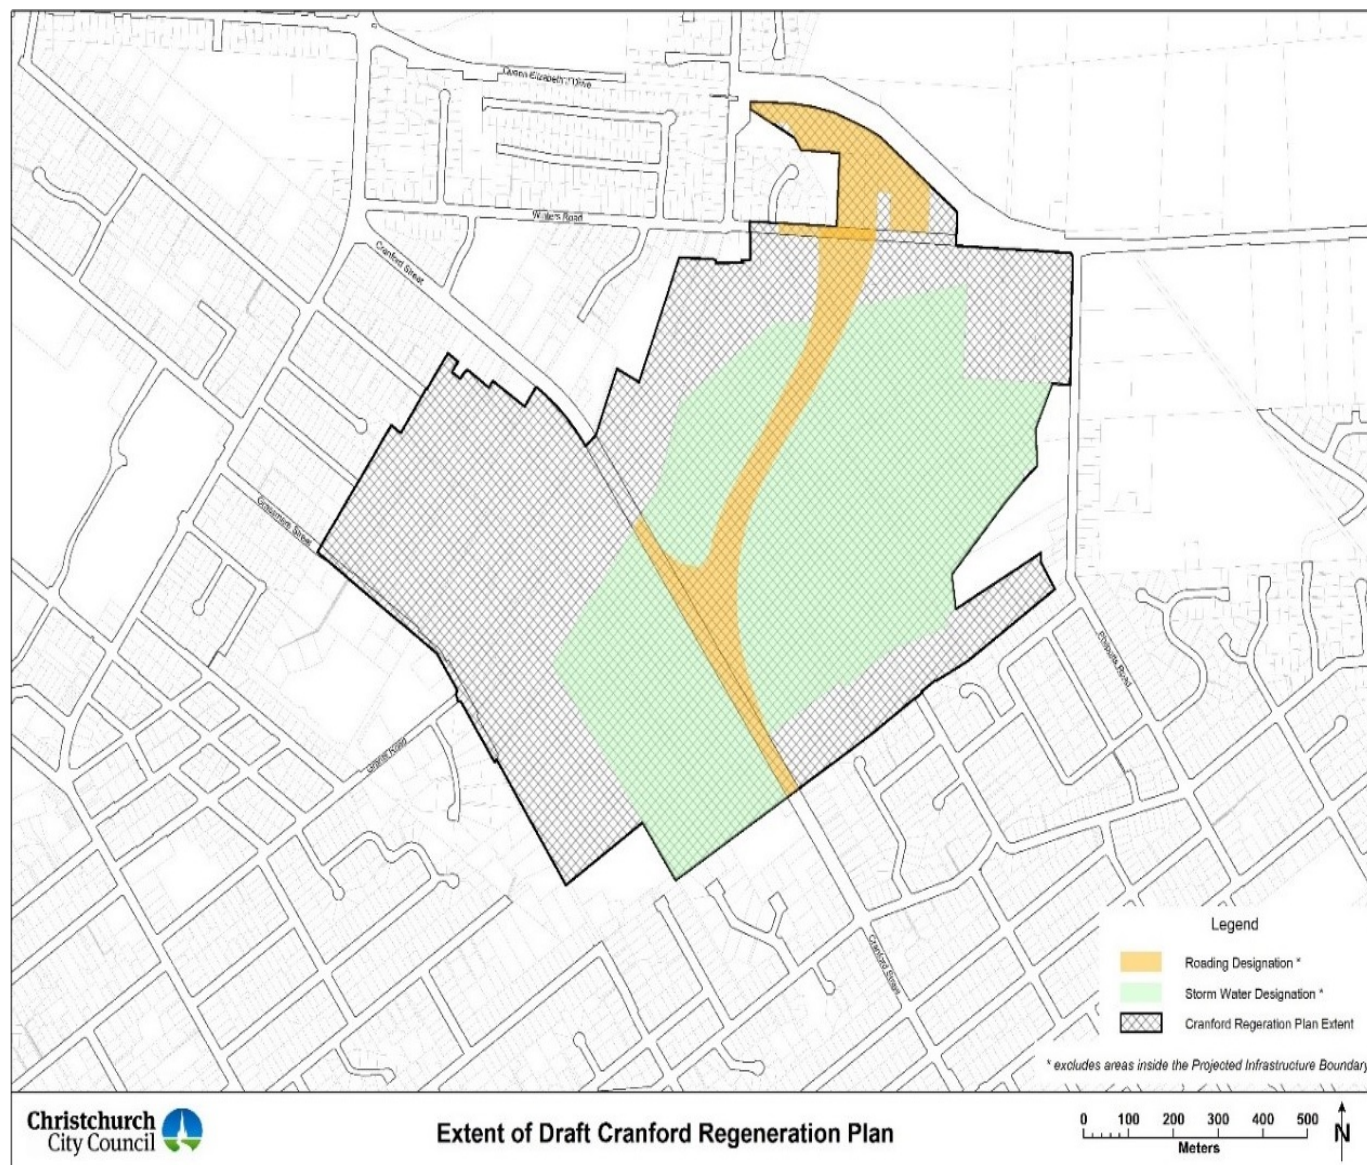 Queen Elizabeth II Drive
Winters Road
Cranford Street
Grassmere Street
Grants Road
Philpotts Road
Cranford Street
Legend
Roading Designation *
Storm Water Designation *
Cranford Regeration Plan Extent
* excludes areas inside the Projected Infrastructure Boundary
Christchurch
City Council
Extent of Draft Cranford Regeneration Plan
0 100 200 300 400 500
Meters
N